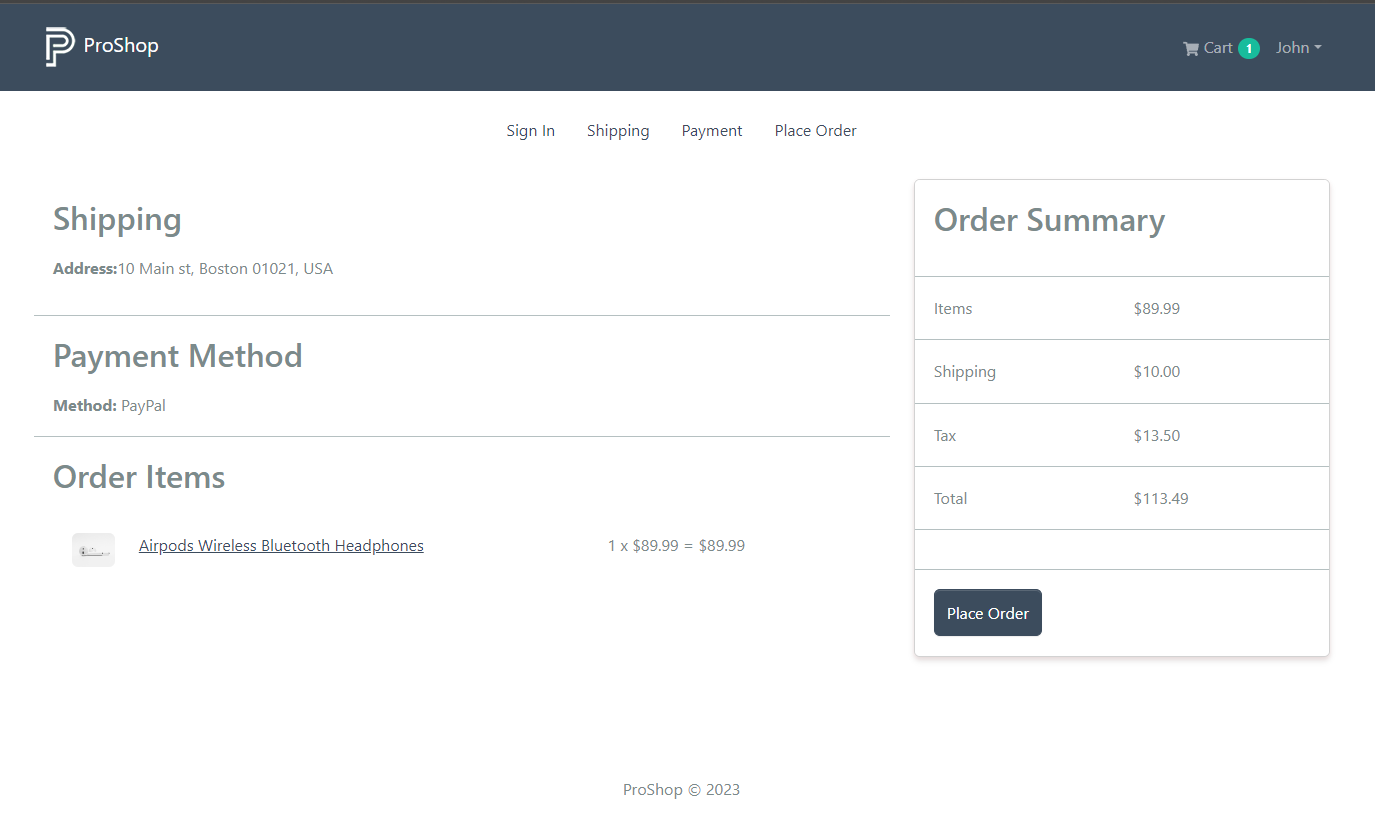 ProShop
Cart 1 John
Sign In Shipping Payment Place Order
Shipping
Address:10 Main st, Boston 01021, USA
Payment Method
Method: PayPal
Order Items
Airpods Wireless Bluetooth Headphones 1 x $89.99 = $89.99
Order Summary
Items $89.99
Shipping $10.00
Tax $13.50
Total $113.49
Place Order
ProShop © 2023